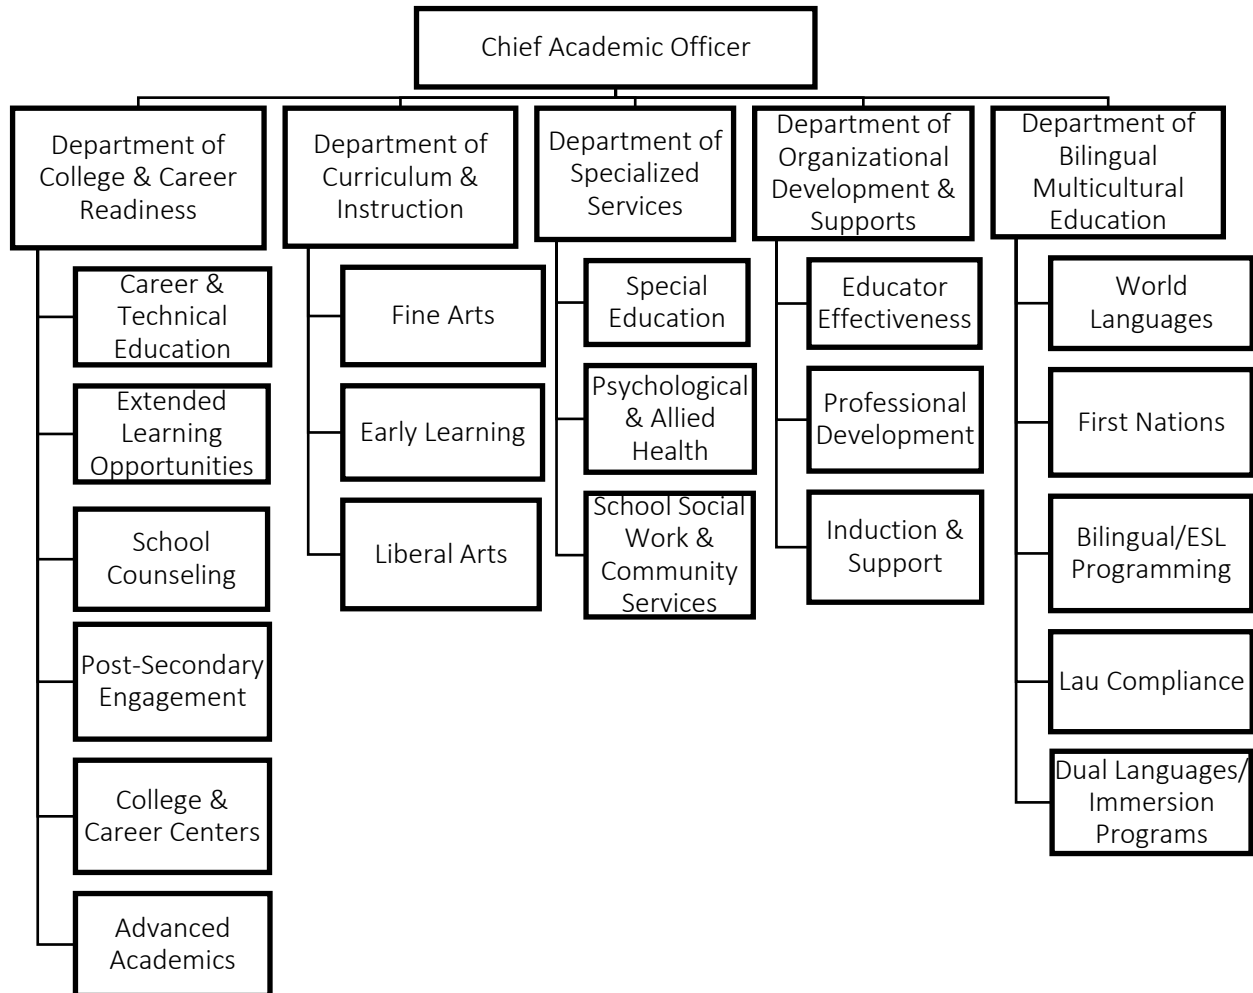 Chief Academic Officer
Department of
College & Career
Readiness
Career &
Technical
Education
Extended
Learning
Opportunities
School
Counseling
Post-Secondary
Engagement
College &
Career Centers
Advanced
Academics
Department of
Curriculum &
Instruction
Fine Arts
Early Learning
Liberal Arts
Department of
Specialized
Services
Special
Education
Psychological
& Allied
Health
School Social
Work &
Community
Services
Department of
Organizational
Development &
Supports
Educator
Effectiveness
Professional
Development
Induction &
Support
Department of
Bilingual
Multicultural
Education
World
Languages
First Nations
Bilingual/ESL
Programming
Lau Compliance
Dual Languages/
Immersion
Programs